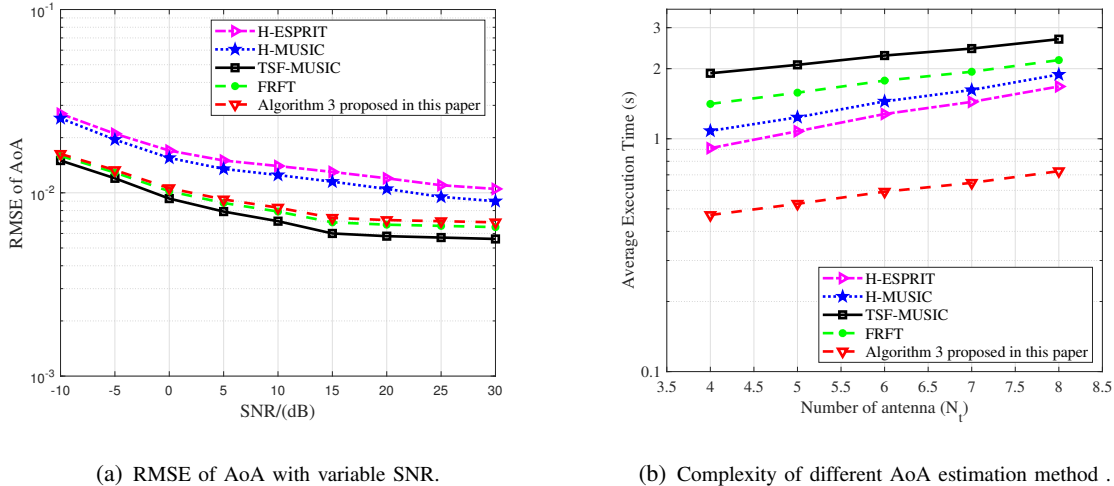 10^-1
H-ESPRIT
H-MUSIC
TSF-MUSIC
FRFT
Algorithm 3 proposed in this paper
RMSE of AoA
10^-2
10^-3
-10 -5 0 5 10 15 20 25 30
SNR/(dB)
(a) RMSE of AoA with variable SNR.
3
2
1
Average Execution Time (s)
H-ESPRIT
H-MUSIC
TSF-MUSIC
FRFT
Algorithm 3 proposed in this paper
0.1
3.5 4 4.5 5 5.5 6 6.5 7 7.5 8 8.5
Number of antenna (N_t)
(b) Complexity of different AoA estimation method .